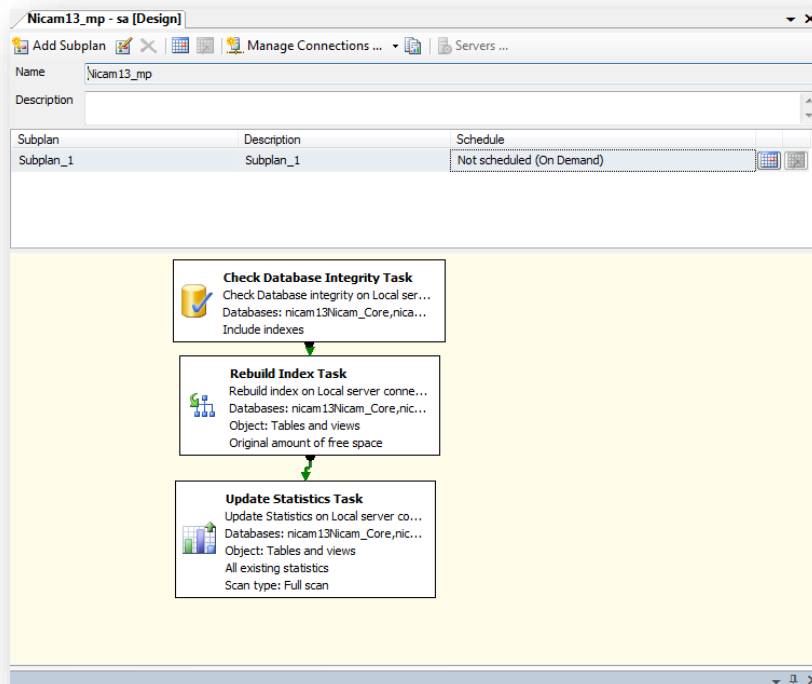 Nicam13_mp - sa [Design]
Add Subplan Manage Connections ... Servers ...
Name Nicam13_mp
Description
Subplan Description Schedule
Subplan_1 Subplan_1 Not scheduled (On Demand)
Check Database Integrity Task
Check Database integrity on Local ser...
Databases: nicam13Nicam_Core,nica...
Include indexes
Rebuild Index Task
Rebuild index on Local server conne...
Databases: nicam13Nicam_Core,nic...
Object: Tables and views
Original amount of free space
Update Statistics Task
Update Statistics on Local server co...
Databases: nicam13Nicam_Core,nic...
Object: Tables and views
All existing statistics
Scan type: Full scan